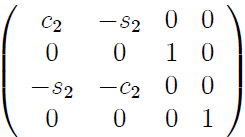 c₂ −s₂ 0 0
0 0 1 0
−s₂ −c₂ 0 0
0 0 0 1